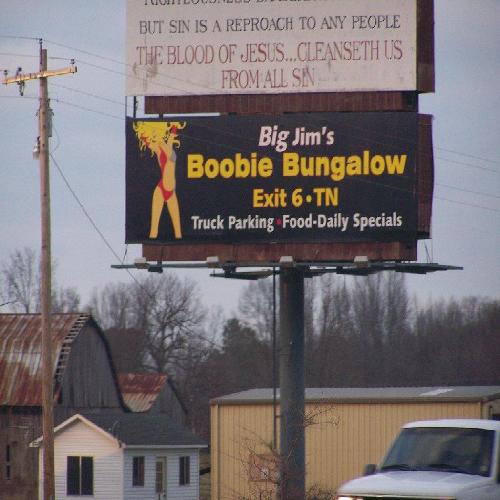 RIGHTEOUSNESS
BUT SIN IS A REPROACH TO ANY PEOPLE
THE BLOOD OF JESUS...CLEANSETH US
FROM ALL SIN
Big Jim's
Boobie Bungalow
Exit 6•TN
Truck Parking•Food-Daily Specials